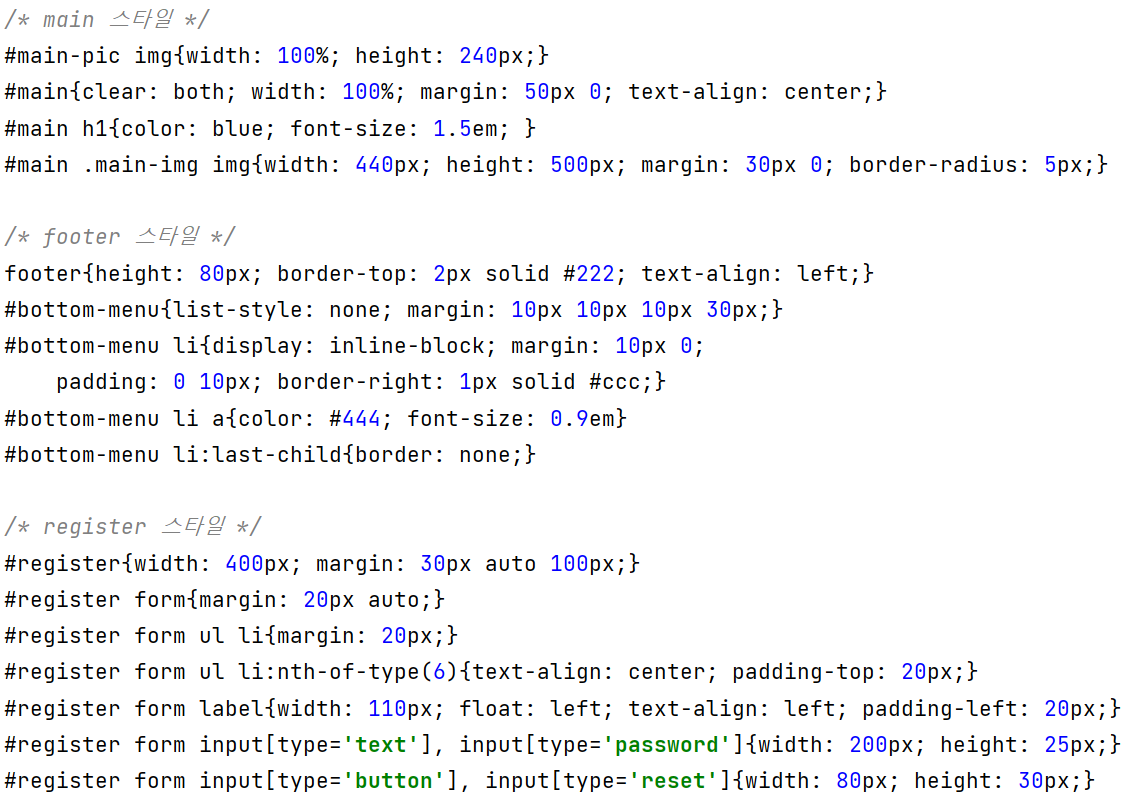 /* main 스타일 */
#main-pic img{width: 100%; height: 240px;}
#main{clear: both; width: 100%; margin: 50px 0; text-align: center;}
#main h1{color: blue; font-size: 1.5em; }
#main .main-img img{width: 440px; height: 500px; margin: 30px 0; border-radius: 5px;}
/* footer 스타일 */
footer{height: 80px; border-top: 2px solid #222; text-align: left;}
#bottom-menu{list-style: none; margin: 10px 10px 10px 30px;}
#bottom-menu li{display: inline-block; margin: 10px 0;
    padding: 0 10px; border-right: 1px solid #ccc;}
#bottom-menu li a{color: #444; font-size: 0.9em}
#bottom-menu li:last-child{border: none;}
/* register 스타일 */
#register{width: 400px; margin: 30px auto 100px;}
#register form{margin: 20px auto;}
#register form ul li{margin: 20px;}
#register form ul li:nth-of-type(6){text-align: center; padding-top: 20px;}
#register form label{width: 110px; float: left; text-align: left; padding-left: 20px;}
#register form input[type='text'], input[type='password']{width: 200px; height: 25px;}
#register form input[type='button'], input[type='reset']{width: 80px; height: 30px;}